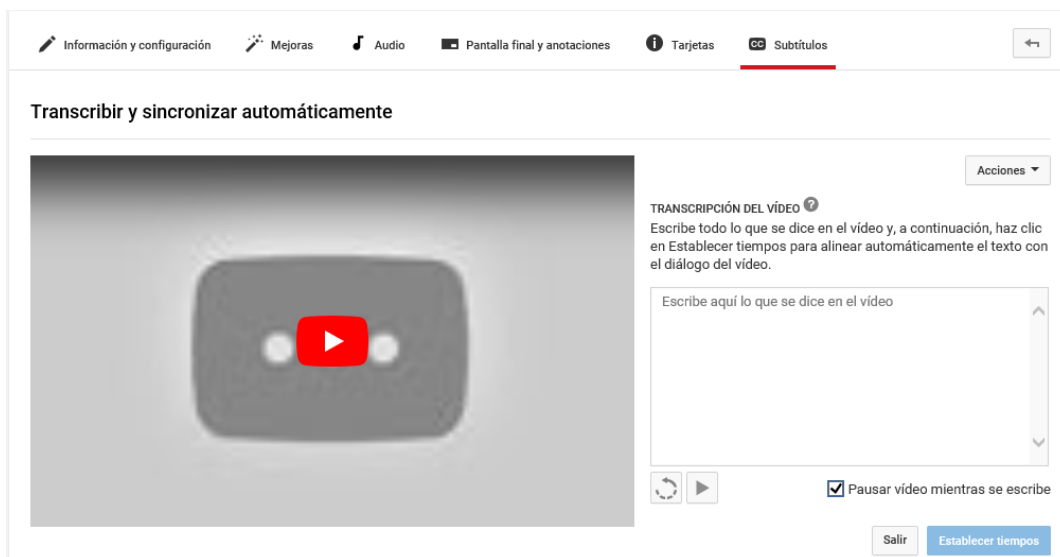 Información y configuración
Mejoras
Audio
Pantalla final y anotaciones
Tarjetas
CC Subtítulos
Transcribir y sincronizar automáticamente
Acciones
TRANSCRIPCIÓN DEL VÍDEO
Escribe todo lo que se dice en el vídeo y, a continuación, haz clic
en Establecer tiempos para alinear automáticamente el texto con
el diálogo del vídeo.
Escribe aquí lo que se dice en el vídeo
Pausar vídeo mientras se escribe
Salir
Establecer tiempos